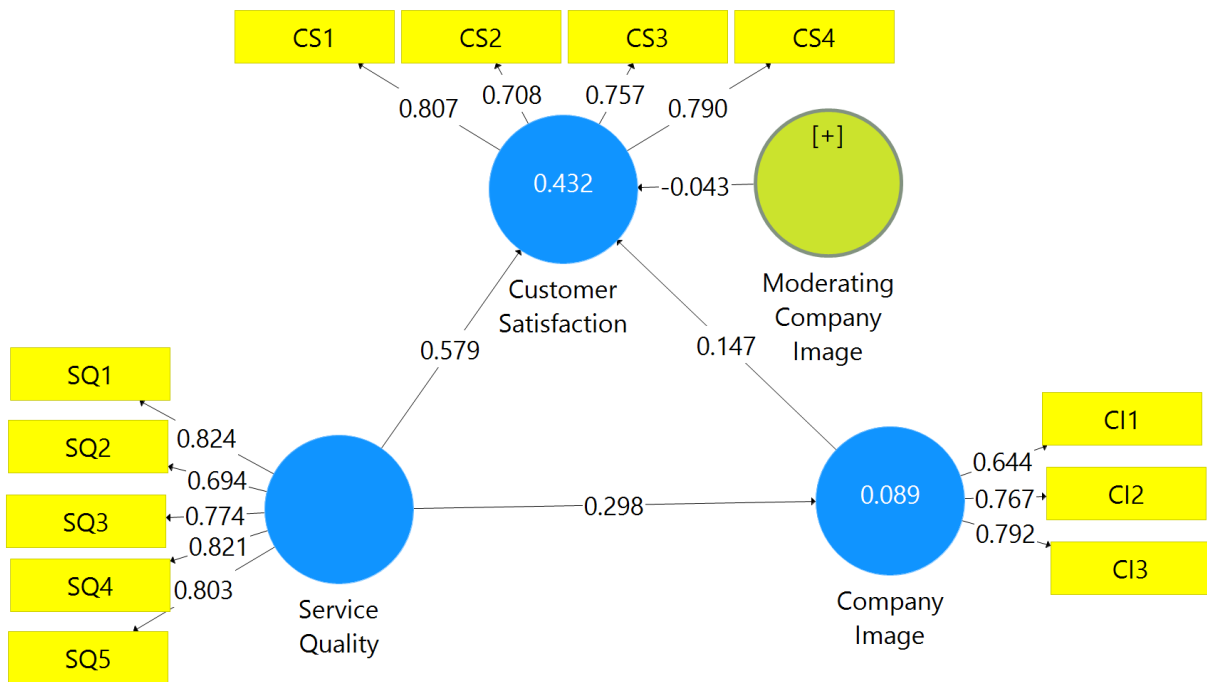 CS1
CS2
CS3
CS4
0.807
0.708
0.757
0.790
[+]
0.432
-0.043
Customer
Satisfaction
Moderating
Company
Image
0.579
0.147
SQ1
SQ2
SQ3
SQ4
SQ5
0.824
0.694
0.774
0.821
0.803
Service
Quality
0.298
0.089
Company
Image
0.644
0.767
0.792
CI1
CI2
CI3